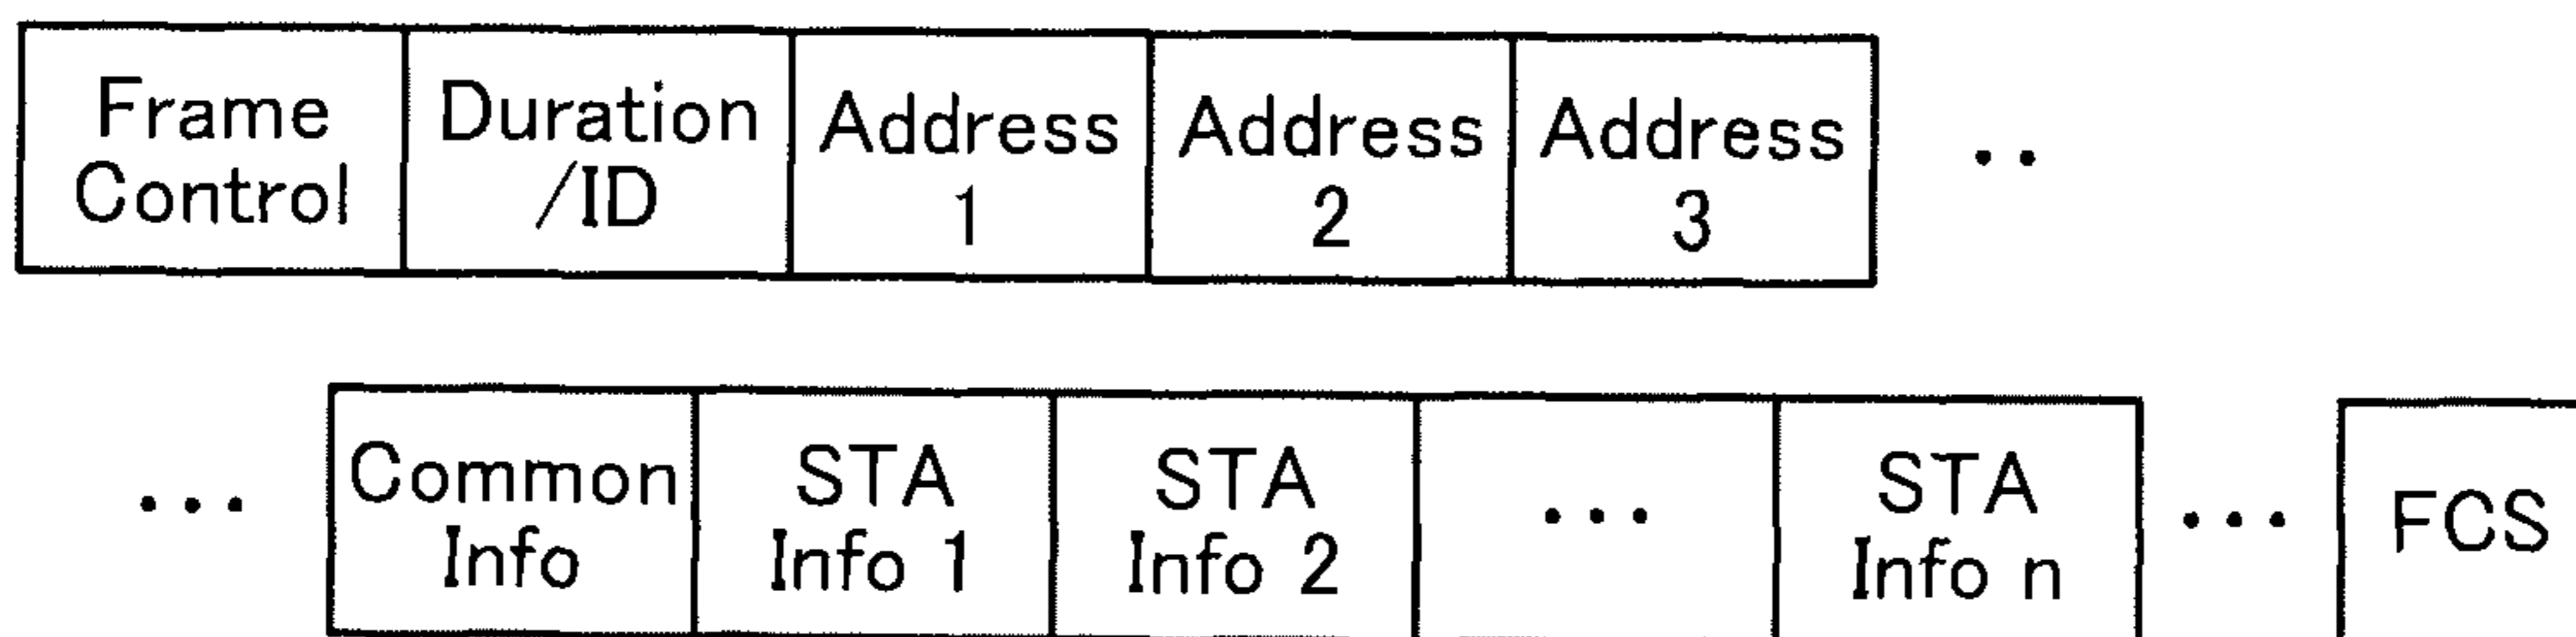 Frame Duration Address Address Address ..
Control /ID 1 2 3
... Common STA STA ... STA ... FCS
Info Info 1 Info 2 Info n